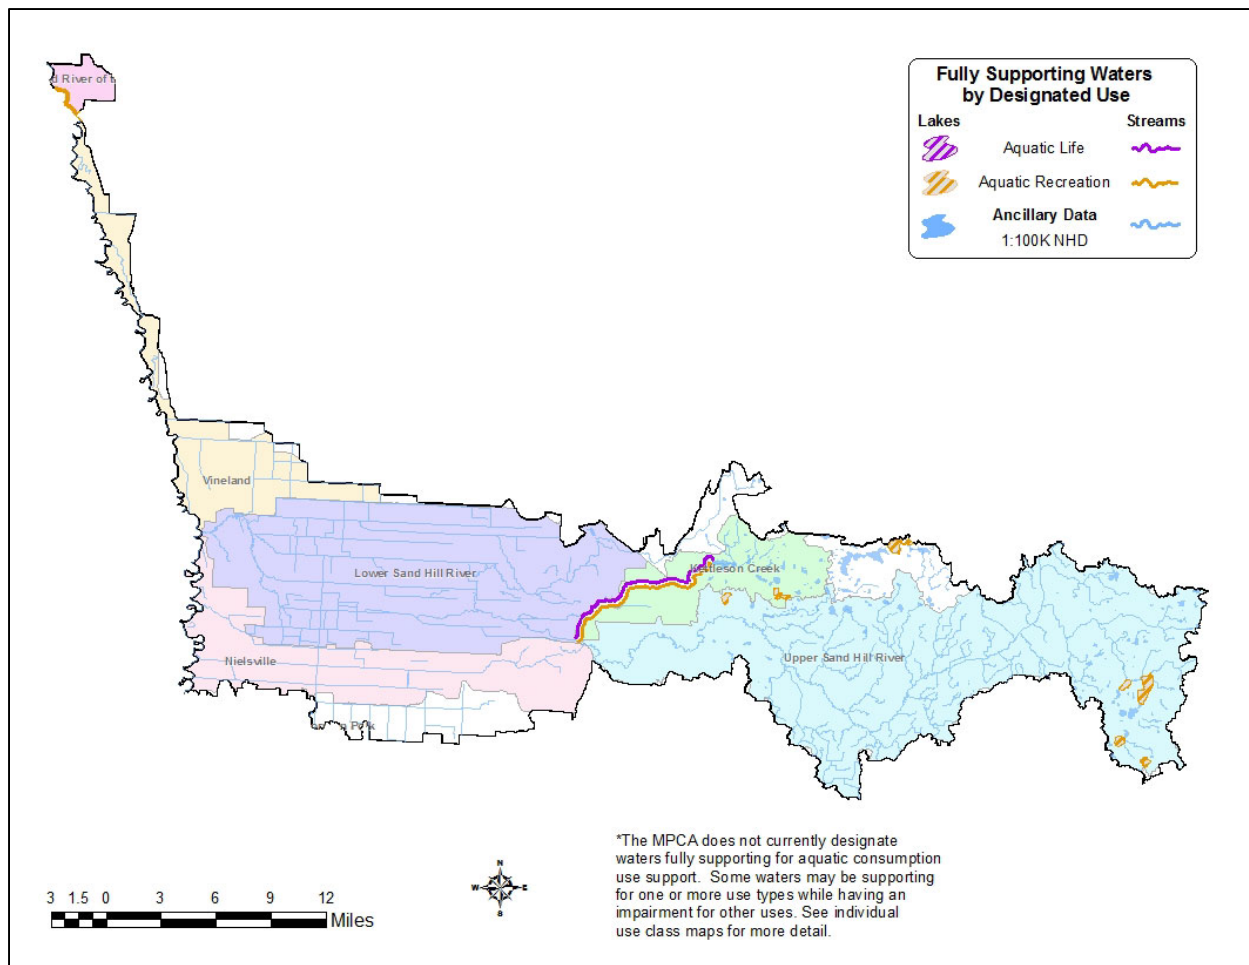 d River of t
Fully Supporting Waters
by Designated Use
Lakes
Streams
Aquatic Life
Aquatic Recreation
Ancillary Data
1:100K NHD
Vineland
Lower Sand Hill River
Kettleson Creek
Nielsville
Upper Sand Hill River
N
W
E
S
3 1.5 0 3 6 9 12
Miles
*The MPCA does not currently designate
waters fully supporting for aquatic consumption
use support. Some waters may be supporting
for one or more use types while having an
impairment for other uses. See individual
use class maps for more detail.